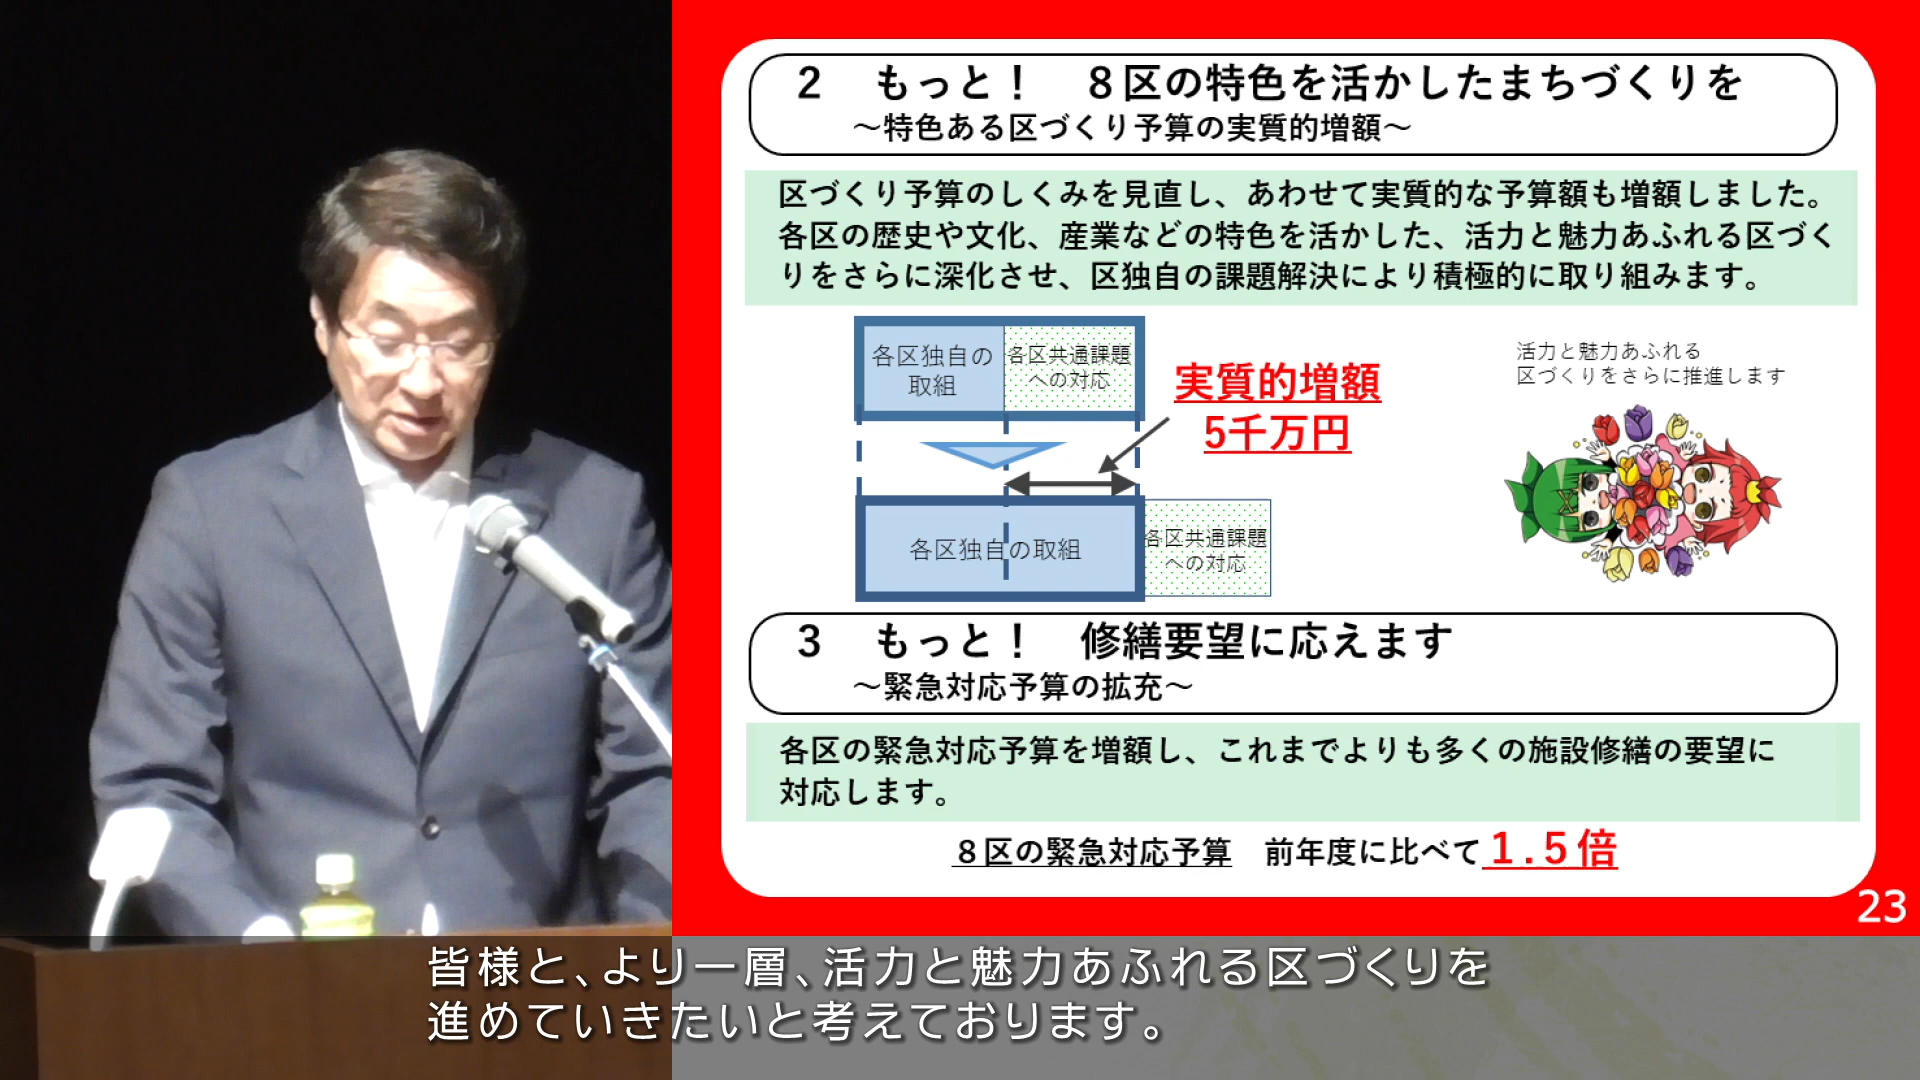 ２　もっと！　８区の特色を活かしたまちづくりを
～特色ある区づくり予算の実質的増額～
区づくり予算のしくみを見直し、あわせて実質的な予算額も増額しました。
各区の歴史や文化、産業などの特色を活かした、活力と魅力あふれる区づく
りをさらに深化させ、区独自の課題解決により積極的に取り組みます。
各区独自の
取組
各区共通課題
への対応
実質的増額
5千万円
活力と魅力あふれる
区づくりをさらに推進します
各区独自の取組
各区共通課題
への対応
３　もっと！　修繕要望に応えます
～緊急対応予算の拡充～
各区の緊急対応予算を増額し、これまでよりも多くの施設修繕の要望に
対応します。
８区の緊急対応予算　前年度に比べて１.５倍
23
皆様と、より一層、活力と魅力あふれる区づくりを
進めていきたいと考えております。